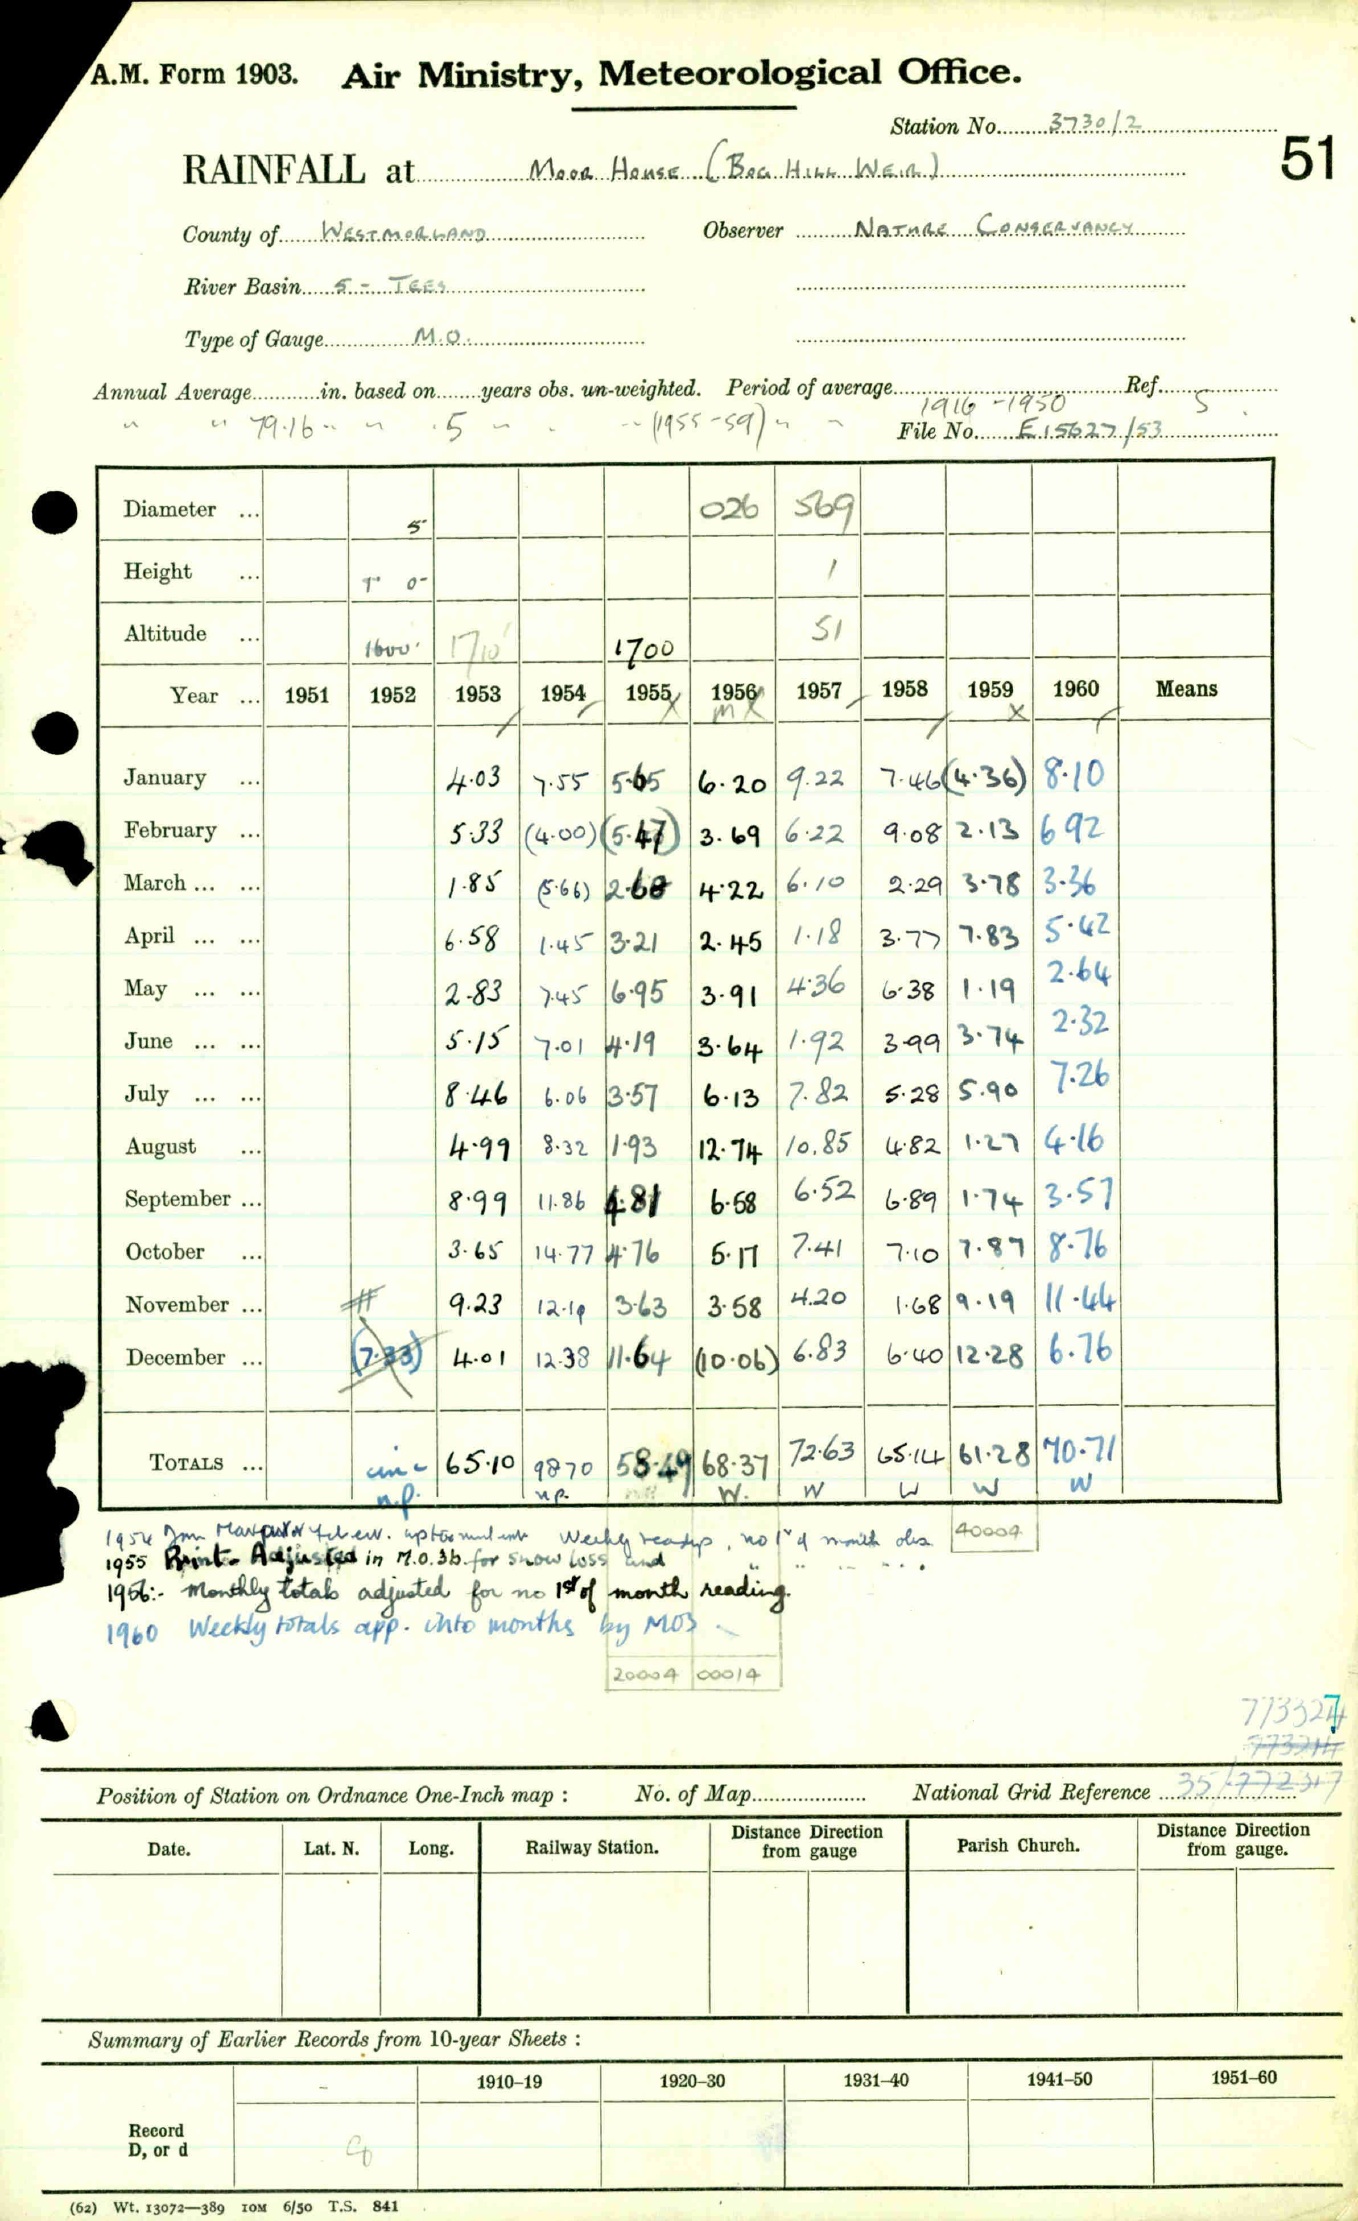 A.M. Form 1903. Air Ministry, Meteorological Office.
Station No. 3730/2
51
RAINFALL at Moor House (Bog Hill Weir)
County of Westmorland Observer Nature Conservancy
River Basin 5 - Tees
Type of Gauge M.O.
Annual Average in. based on years obs. un-weighted. Period of average 1916 - 1950 Ref. 5
" " 79.16 " " 5 " " " (1955-59) " " File No. E15627/53
Diameter ... 5 026 569
Height ... 1' 0" 1
Altitude ... 1600' 1710' 1700 51
Year ... 1951 1952 1953 1954 1955 1956 1957 1958 1959 1960 Means
x m x x
January ... 4.03 7.55 5.65 6.20 9.22 7.46 (4.36) 8.10
February ... 5.33 (4.00) (5.47) 3.69 6.22 9.08 2.13 6 92
March ... ... 1.85 (5.66) 2.68 4.22 6.10 2.29 3.78 3.36
April ... ... 6.58 1.45 3.21 2.45 1.18 3.77 7.83 5.42
May ... ... 2.83 7.45 6.95 3.91 4.36 6.38 1.19 2.64
June ... ... 5.15 7.01 4.19 3.64 1.92 3.99 3.74 2.32
July ... ... 8.46 6.06 3.57 6.13 7.82 5.28 5.90 7.26
August ... 4.99 8.32 1.93 12.74 10.85 4.82 1.27 4.16
September ... 8.99 11.86 4.81 6.58 6.52 6.89 1.74 3.57
October ... 3.65 14.77 4.76 5.17 7.41 7.10 7.87 8.76
November ... 9.23 12.19 3.63 3.58 4.20 1.68 9.19 11.44
December ... (7.33) 4.01 12.38 11.64 (10.06) 6.83 6.40 12.28 6.76
Totals ... inc 65.10 98 70 58.49 68.37 72.63 65.14 61.28 70.71
n.p. n.p. W. W W W W
1954 Weekly readgs, no 1st of month obs. 40004
1955 Print. Adjusted in M.O.3b. for snow loss and " " " "
1956:- Monthly totals adjusted for no 1st of month reading.
1960 Weekly totals app. into months by MO3
20004 00014
773327
773214
Position of Station on Ordnance One-Inch map : No. of Map National Grid Reference 35/772317
Date. Lat. N. Long. Railway Station. Distance from gauge Direction Parish Church. Distance from gauge. Direction
Summary of Earlier Records from 10-year Sheets :
- 1910–19 1920–30 1931–40 1941–50 1951–60
Record
D, or d
(62) Wt. 13072—389 10M 6/50 T.S. 841